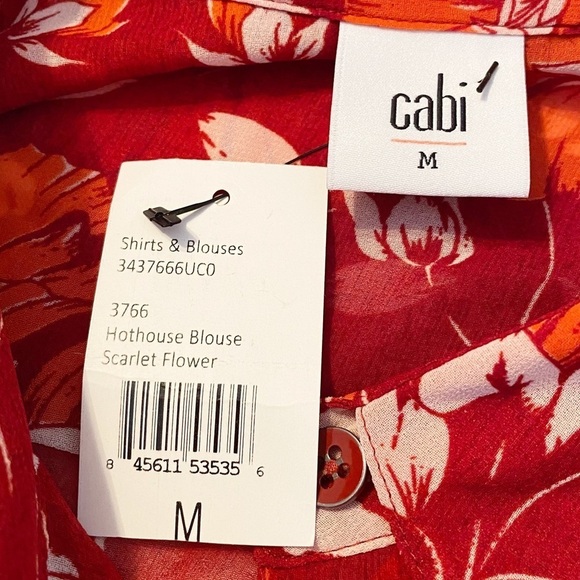 cabi
M
Shirts & Blouses
3437666UC0
3766
Hothouse Blouse
Scarlet Flower
8 45611 53535 6
M